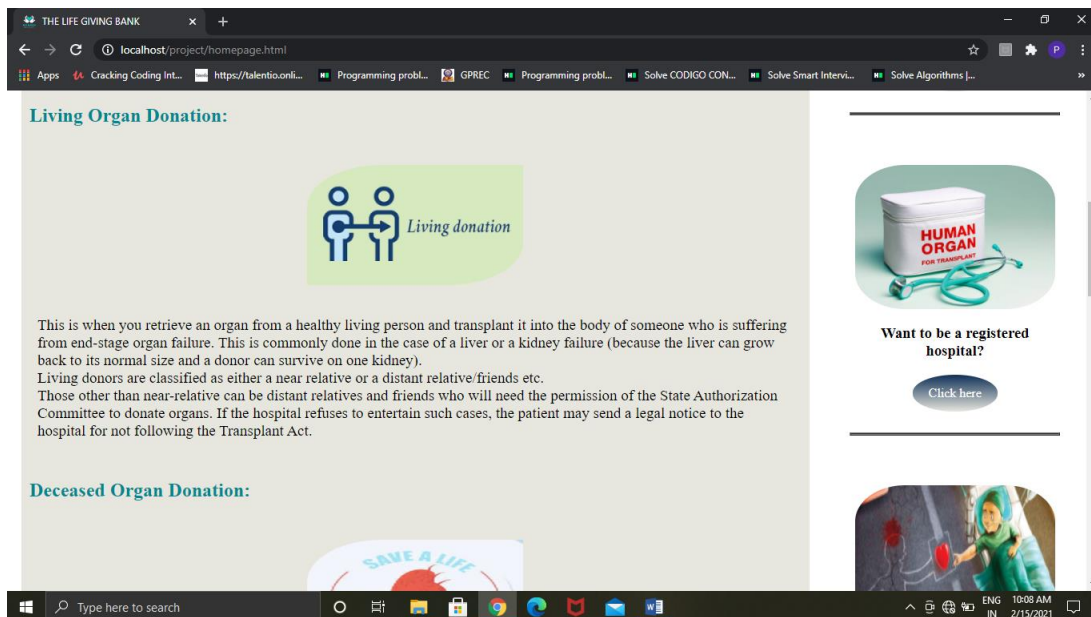 THE LIFE GIVING BANK
localhost/project/homepage.html
P
Apps
Cracking Coding Int...
https://talentio.onli...
Programming probl...
GPREC
Programming probl...
Solve CODIGO CON...
Solve Smart Intervi...
Solve Algorithms |...
Living Organ Donation:
Living donation
This is when you retrieve an organ from a healthy living person and transplant it into the body of someone who is suffering
from end-stage organ failure. This is commonly done in the case of a liver or a kidney failure (because the liver can grow
back to its normal size and a donor can survive on one kidney).
Living donors are classified as either a near relative or a distant relative/friends etc.
Those other than near-relative can be distant relatives and friends who will need the permission of the State Authorization
Committee to donate organs. If the hospital refuses to entertain such cases, the patient may send a legal notice to the
hospital for not following the Transplant Act.
Deceased Organ Donation:
SAVE A LIFE
HUMAN
ORGAN
FOR TRANSPLANT
Want to be a registered
hospital?
Click here
Type here to search
ENG
IN
10:08 AM
2/15/2021